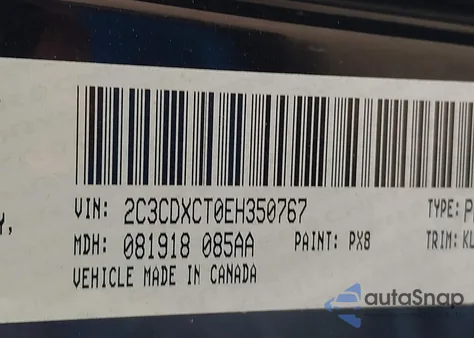 VIN: 2C3CDXCT0EH350767 TYPE: P
Y,
MDH: 081918 085AA PAINT: PX8 TRIM: KL
VEHICLE MADE IN CANADA
autoSnap